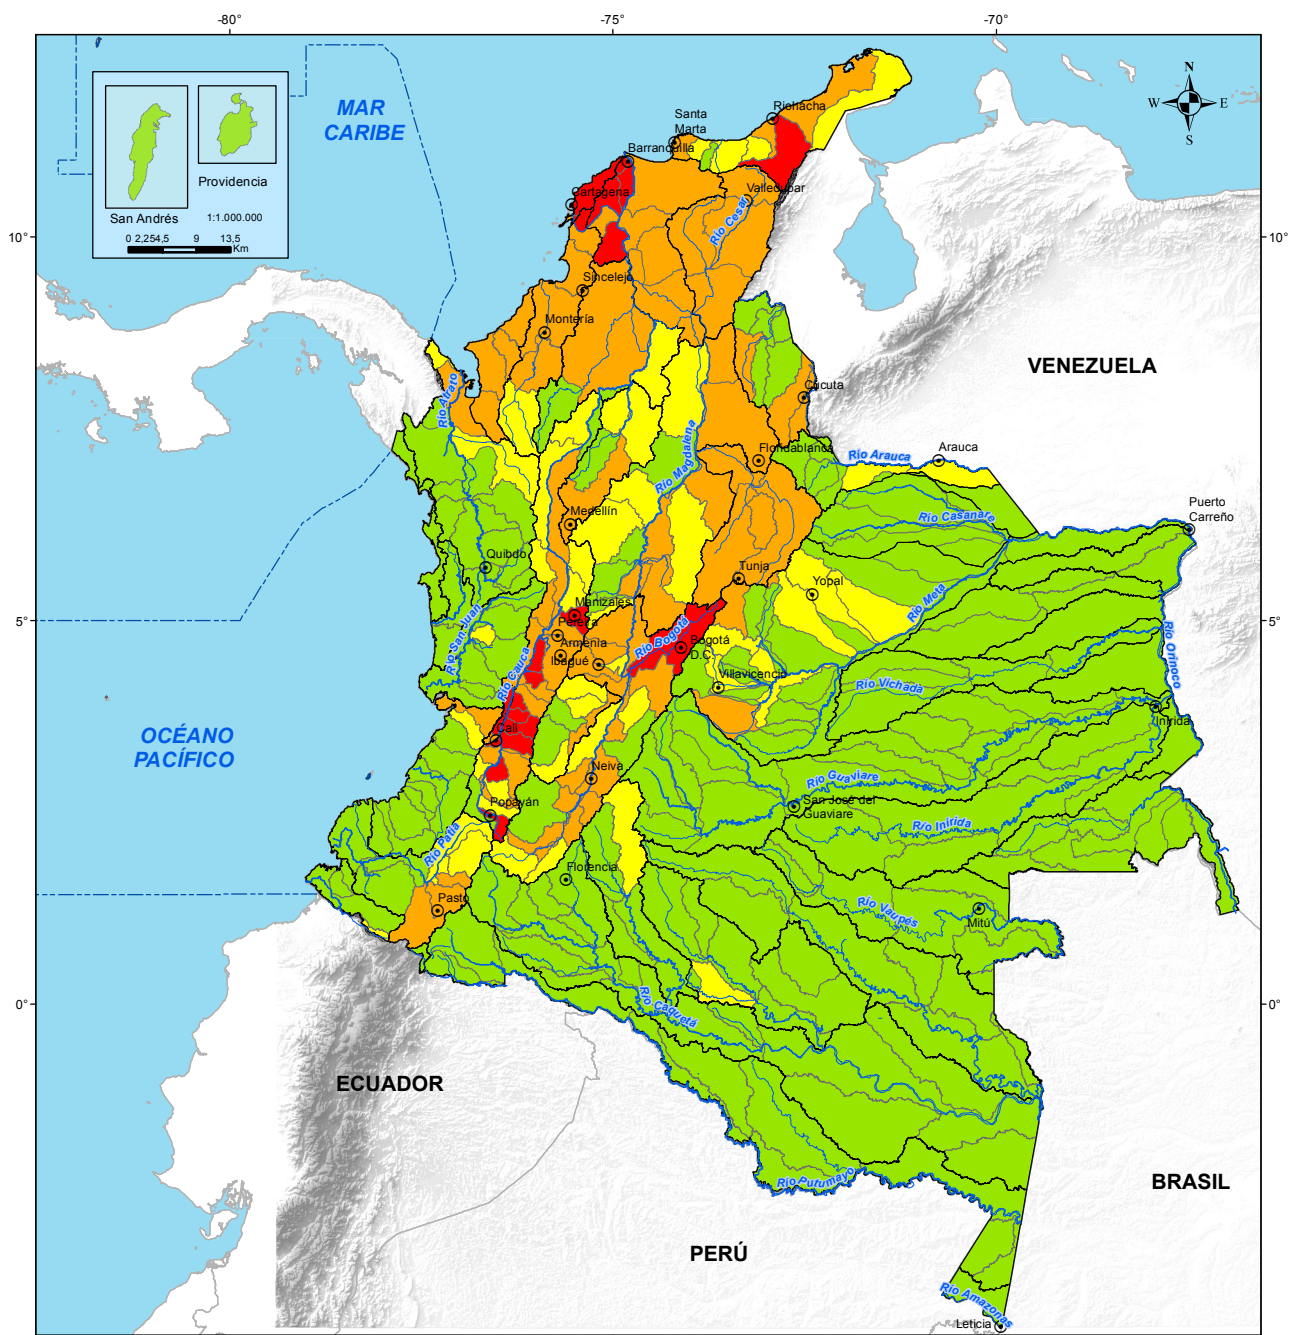 -80°
-75°
-70°
MAR
CARIBE
N
W
E
S
Providencia
San Andrés
1:1.000.000
0 2,254,5 9 13,5
Km
Riohacha
Santa
Marta
Barranquilla
Cartagena
Valledupar
Río Cesar
10°
10°
Sincelejo
Montería
VENEZUELA
Cúcuta
Río Atrato
Río Magdalena
Floridablanca
Río Arauca
Arauca
Puerto
Carreño
Río Casanare
Medellín
Quibdó
Tunja
Yopal
Río Meta
Manizales
5°
5°
Pereira
Armenia
Ibagué
Río San Juan
Río Cauca
Río Bogotá
Bogotá
D.C.
Río Orinoco
Villavicencio
Río Vichada
Inírida
OCÉANO
PACÍFICO
Cali
Neiva
Río Guaviare
San José del
Guaviare
Popayán
Río Inírida
Río Patía
Florencia
Pasto
Río Vaupés
Mitú
0°
0°
Río Caquetá
ECUADOR
Río Putumayo
BRASIL
PERÚ
Río Amazonas
Leticia